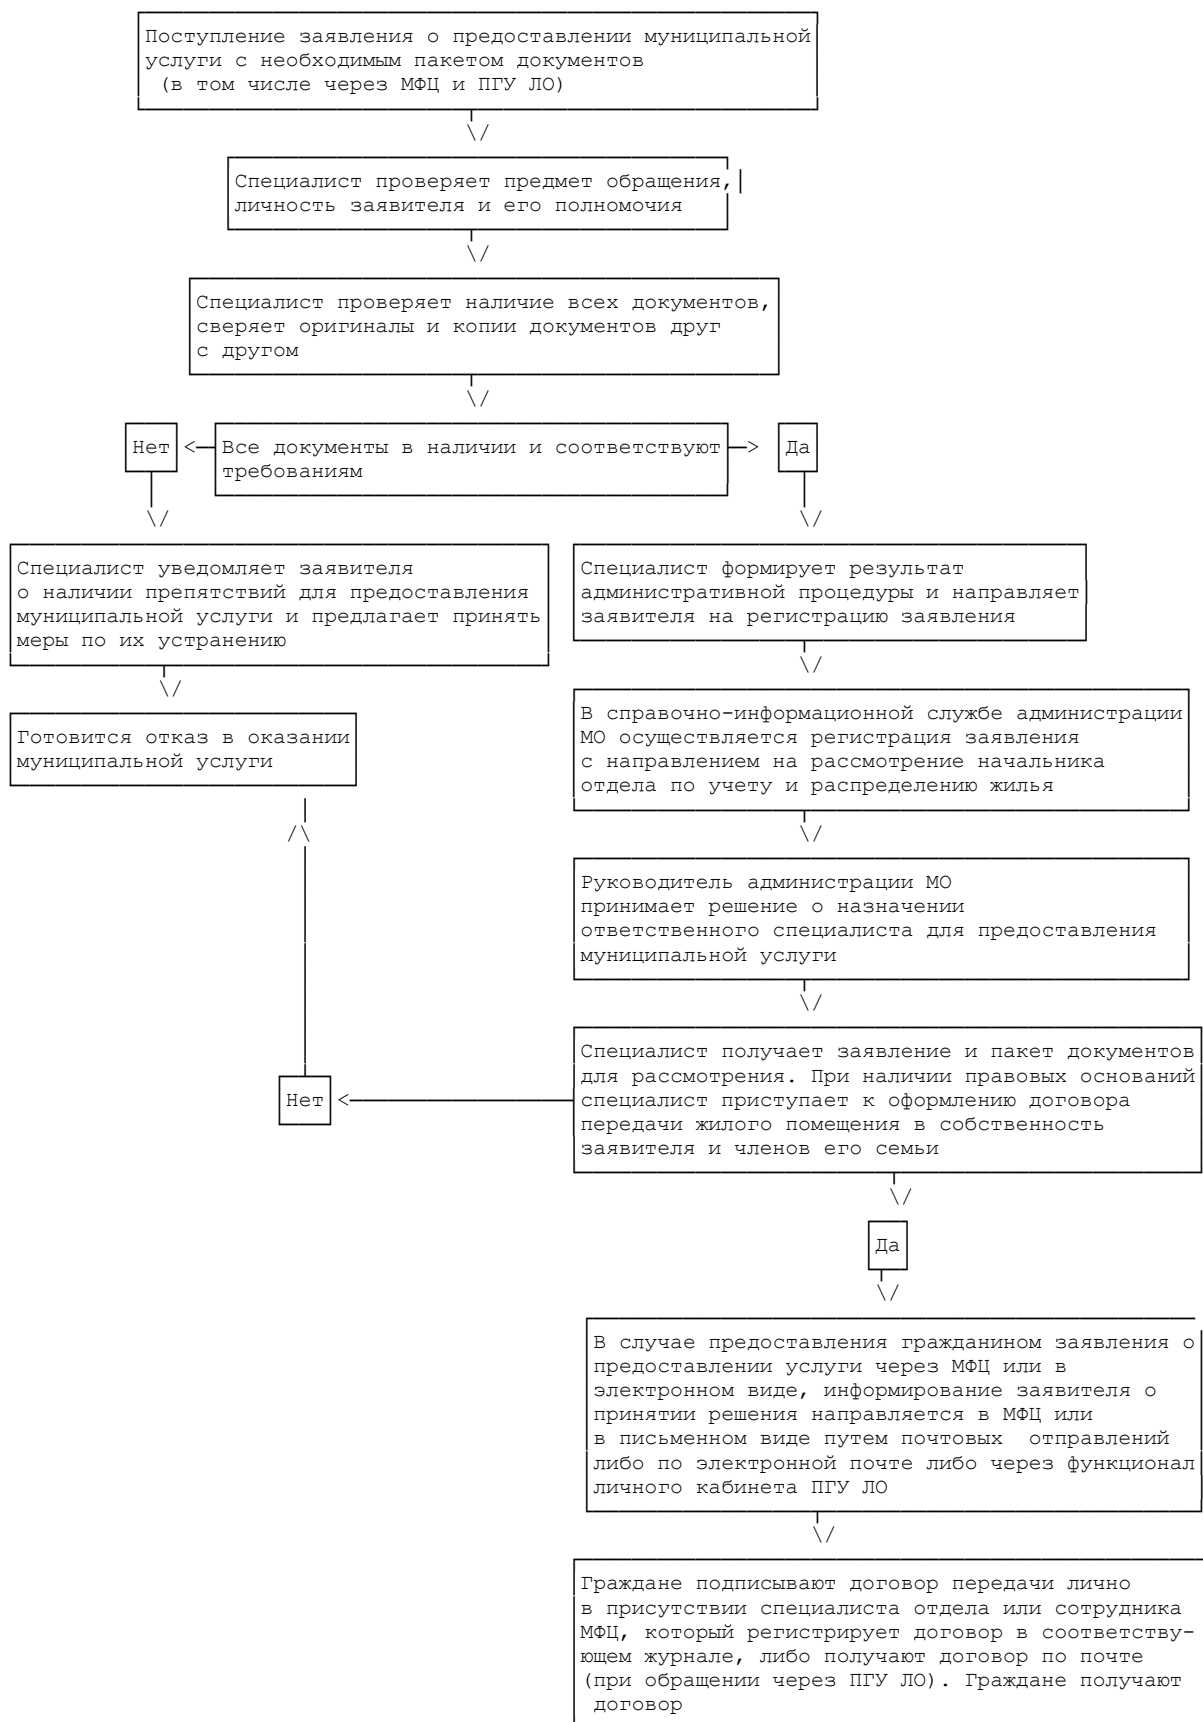 Поступление заявления о предоставлении муниципальной
услуги с необходимым пакетом документов
(в том числе через МФЦ и ПГУ ЛО)
Специалист проверяет предмет обращения,
личность заявителя и его полномочия
Специалист проверяет наличие всех документов,
сверяет оригиналы и копии документов друг
с другом
Нет
Все документы в наличии и соответствуют
требованиям
Да
Специалист уведомляет заявителя
о наличии препятствий для предоставления
муниципальной услуги и предлагает принять
меры по их устранению
Специалист формирует результат
административной процедуры и направляет
заявителя на регистрацию заявления
Готовится отказ в оказании
муниципальной услуги
В справочно-информационной службе администрации
МО осуществляется регистрация заявления
с направлением на рассмотрение начальника
отдела по учету и распределению жилья
Руководитель администрации МО
принимает решение о назначении
ответственного специалиста для предоставления
муниципальной услуги
Специалист получает заявление и пакет документов
для рассмотрения. При наличии правовых оснований
специалист приступает к оформлению договора
передачи жилого помещения в собственность
заявителя и членов его семьи
Нет
Да
В случае предоставления гражданином заявления о
предоставлении услуги через МФЦ или в
электронном виде, информирование заявителя о
принятии решения направляется в МФЦ или
в письменном виде путем почтовых  отправлений
либо по электронной почте либо через функционал
личного кабинета ПГУ ЛО
Граждане подписывают договор передачи лично
в присутствии специалиста отдела или сотрудника
МФЦ, который регистрирует договор в соответству-
ющем журнале, либо получают договор по почте
(при обращении через ПГУ ЛО). Граждане получают
договор